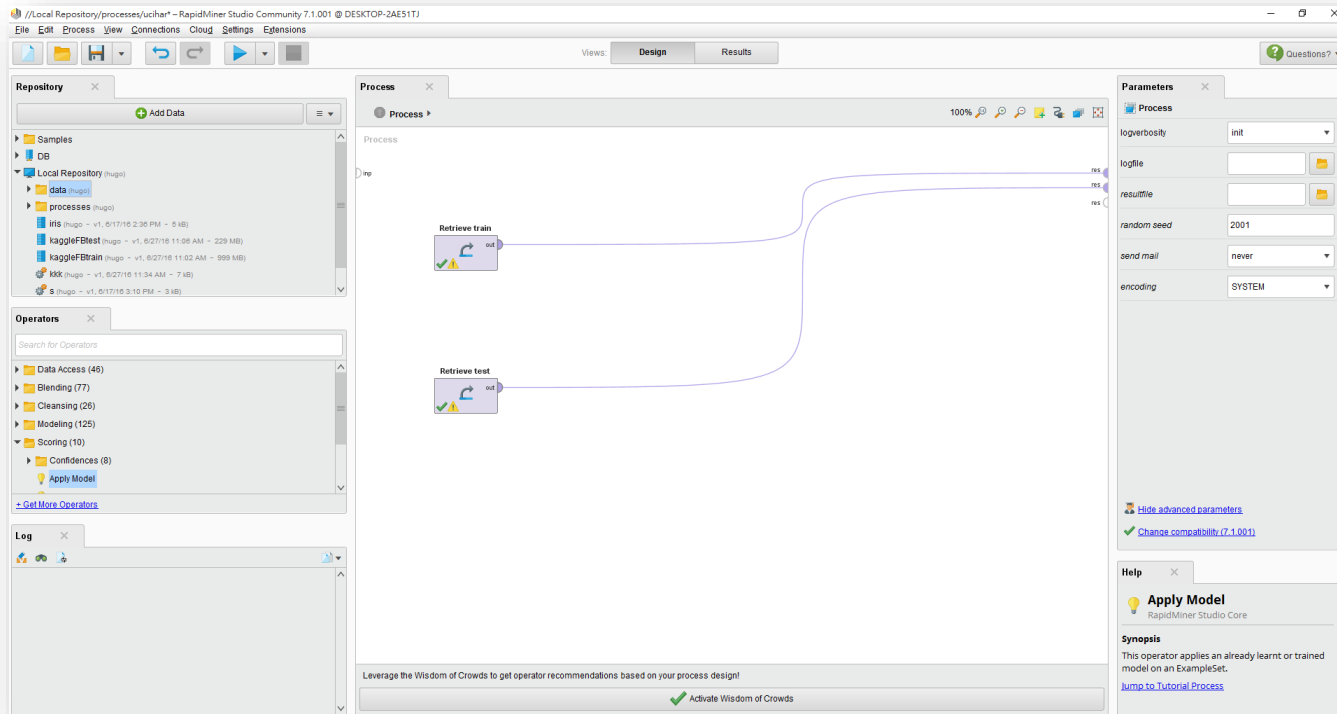 //Local Repository/processes/ucihar* – RapidMiner Studio Community 7.1.001 @ DESKTOP-2AE51TJ
File Edit Process View Connections Cloud Settings Extensions
Views: Design Results Questions?
Repository
Add Data
Samples
DB
Local Repository (hugo)
data (hugo)
processes (hugo)
iris (hugo - v1, 6/17/16 2:36 PM - 5 kB)
kaggleFBtest (hugo - v1, 6/27/16 11:06 AM - 229 MB)
kaggleFBtrain (hugo - v1, 6/27/16 11:02 AM - 999 MB)
kkk (hugo - v1, 6/27/16 11:34 AM - 7 kB)
s (hugo - v1, 6/17/16 3:10 PM - 3 kB)
Operators
Search for Operators
Data Access (46)
Blending (77)
Cleansing (26)
Modeling (125)
Scoring (10)
Confidences (8)
Apply Model
+ Get More Operators
Log
Process
Process
100%
Process
inp
res
res
res
Retrieve train
out
Retrieve test
out
Leverage the Wisdom of Crowds to get operator recommendations based on your process design!
Activate Wisdom of Crowds
Parameters
Process
logverbosity init
logfile
resultfile
random seed 2001
send mail never
encoding SYSTEM
Hide advanced parameters
Change compatibility (7.1.001)
Help
Apply Model
RapidMiner Studio Core
Synopsis
This operator applies an already learnt or trained
model on an ExampleSet.
Jump to Tutorial Process